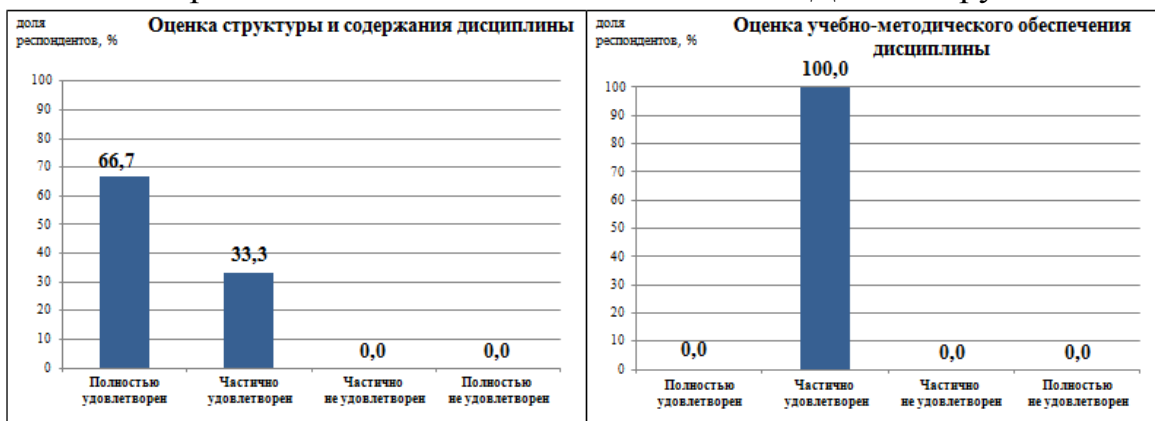 доля
респондентов, %
Оценка структуры и содержания дисциплины
100
90
80
70
60
50
40
30
20
10
0
66,7
33,3
0,0
0,0
Полностью
удовлетворен
Частично
удовлетворен
Частично
не удовлетворен
Полностью
не удовлетворен
доля
респондентов, %
Оценка учебно-методического обеспечения
дисциплины
100
90
80
70
60
50
40
30
20
10
0
0,0
100,0
0,0
0,0
Полностью
удовлетворен
Частично
удовлетворен
Частично
не удовлетворен
Полностью
не удовлетворен